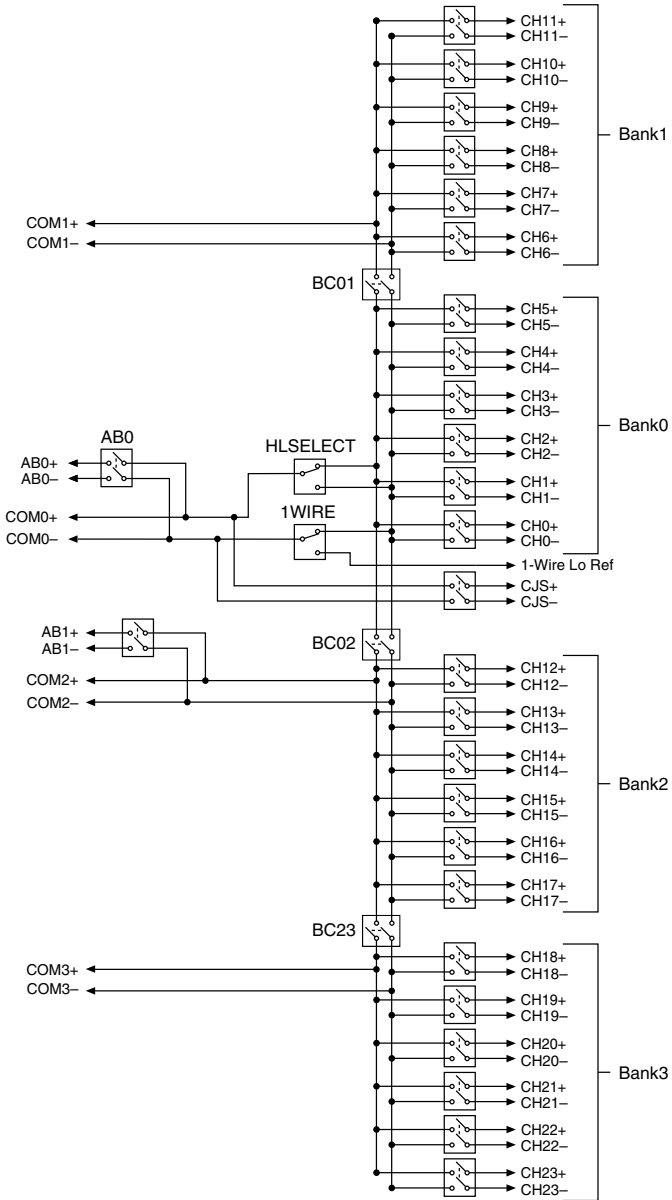 CH11+
CH11–
CH10+
CH10–
CH9+
CH9–
Bank1
CH8+
CH8–
CH7+
CH7–
COM1+
CH6+
COM1–
CH6–
BC01
CH5+
CH5–
CH4+
CH4–
CH3+
CH3–
Bank0
AB0
HLSELECT
CH2+
CH2–
AB0+
AB0–
CH1+
CH1–
COM0+
1WIRE
CH0+
COM0–
CH0–
1-Wire Lo Ref
CJS+
CJS–
AB1+
AB1–
BC02
CH12+
COM2+
CH12–
COM2–
CH13+
CH13–
CH14+
CH14–
Bank2
CH15+
CH15–
CH16+
CH16–
CH17+
CH17–
BC23
CH18+
COM3+
CH18–
COM3–
CH19+
CH19–
CH20+
CH20–
Bank3
CH21+
CH21–
CH22+
CH22–
CH23+
CH23–